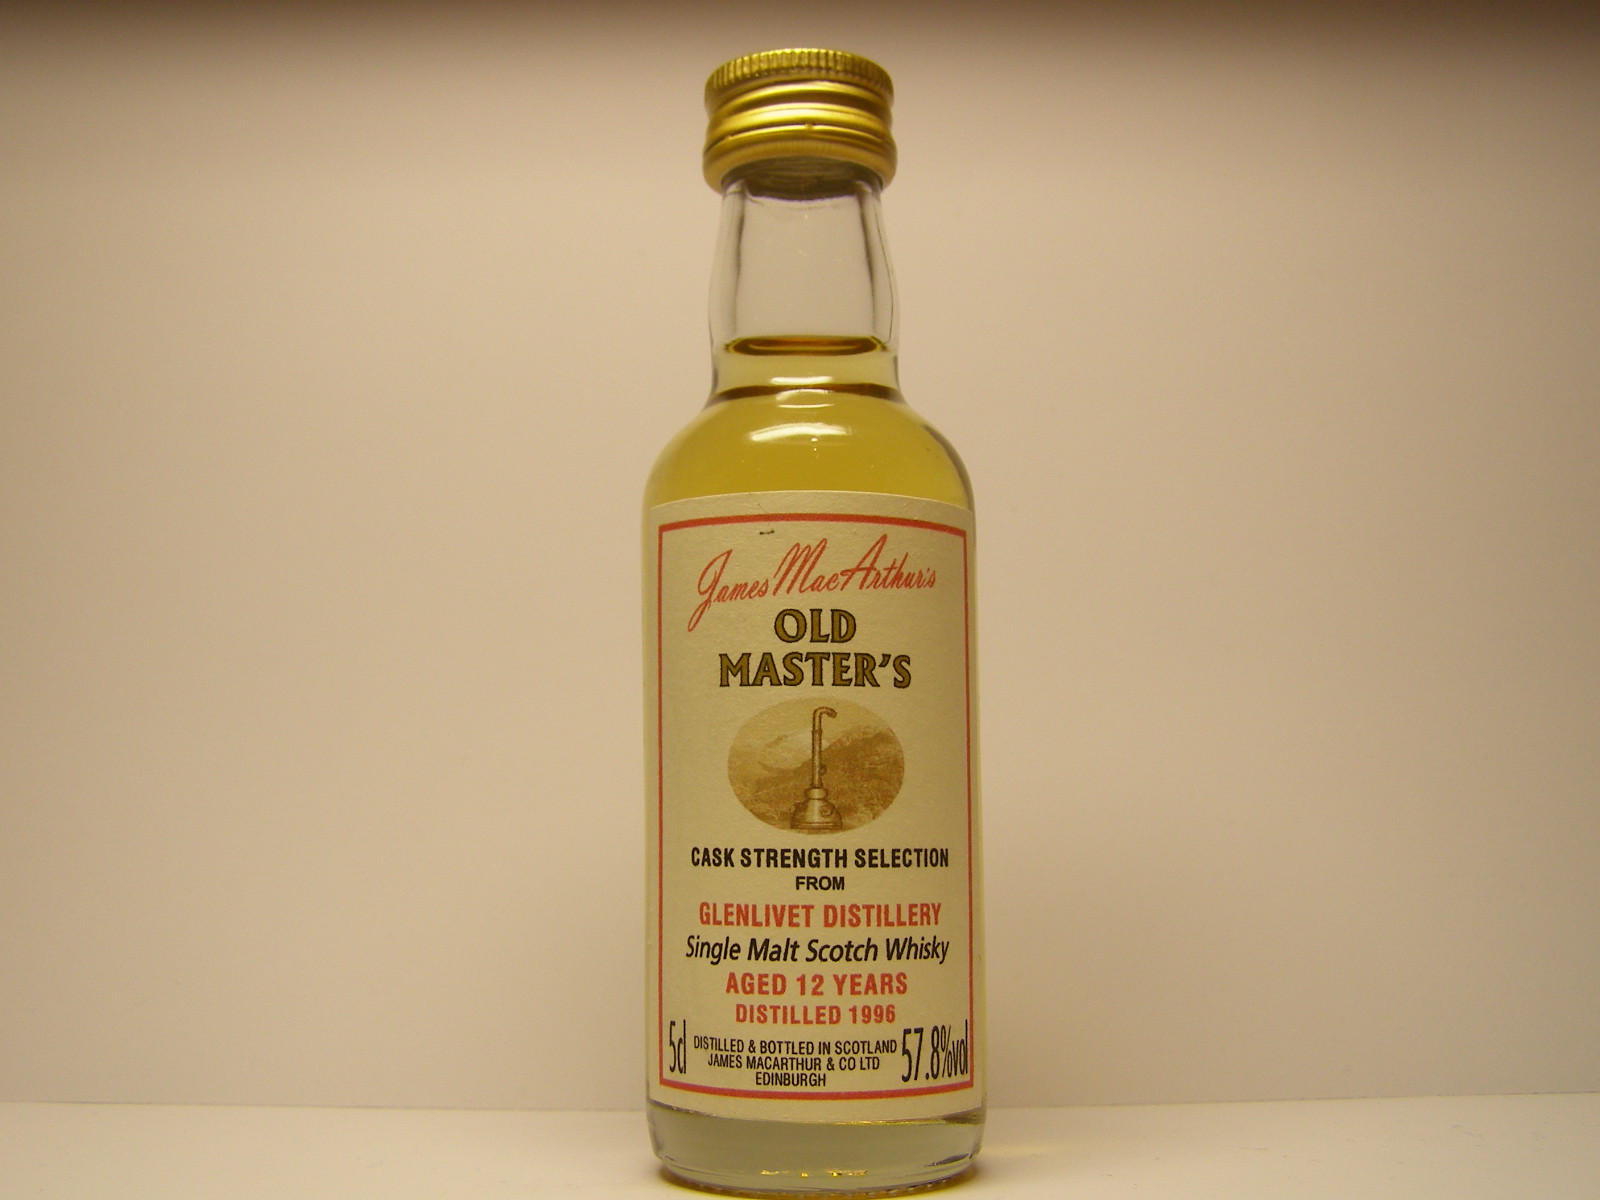 James MacArthur's
OLD
MASTER'S
CASK STRENGTH SELECTION
FROM
GLENLIVET DISTILLERY
Single Malt Scotch Whisky
AGED 12 YEARS
DISTILLED 1996
5cl
DISTILLED & BOTTLED IN SCOTLAND
JAMES MACARTHUR & CO LTD
EDINBURGH
57.8%vol